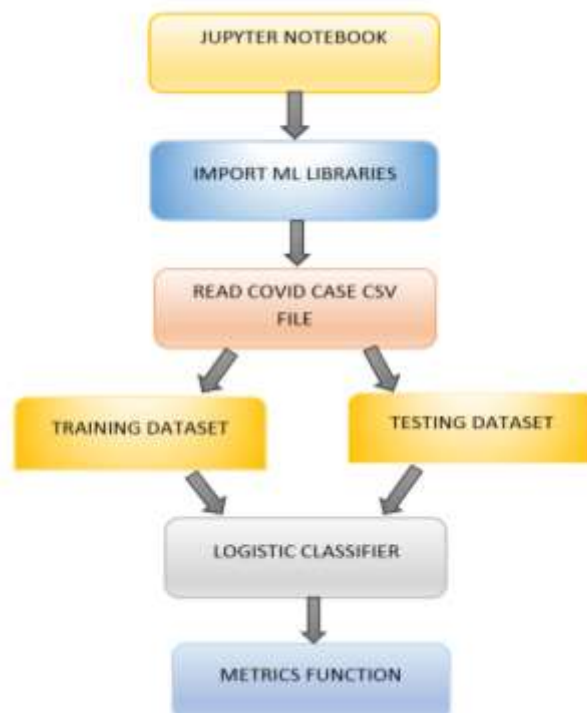 JUPYTER NOTEBOOK
IMPORT ML LIBRARIES
READ COVID CASE CSV
FILE
TRAINING DATASET
TESTING DATASET
LOGISTIC CLASSIFIER
METRICS FUNCTION